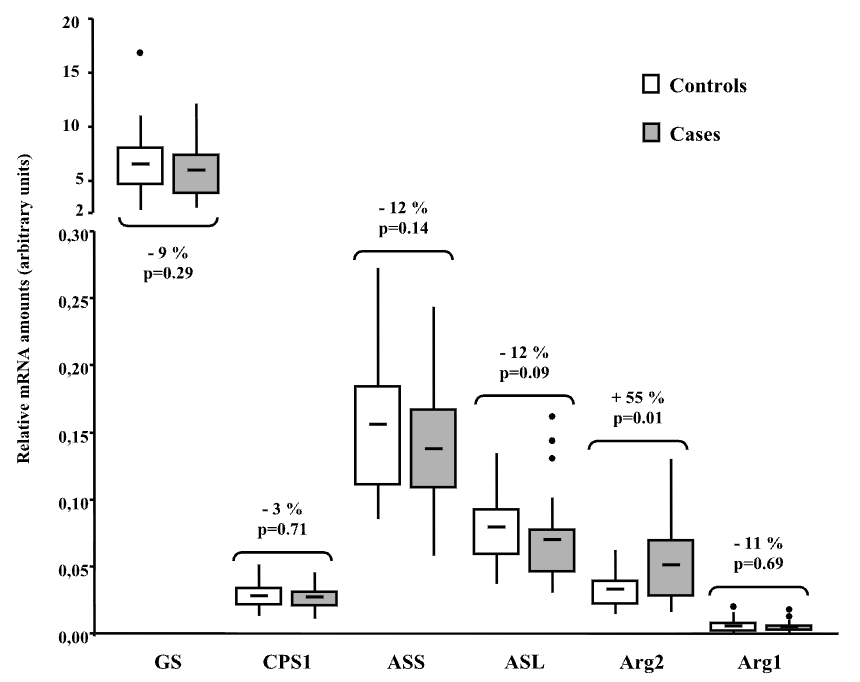 Relative mRNA amounts (arbitrary units)
20
15
10
5
2
0,30
0,25
0,20
0,15
0,10
0,05
0,00
Controls
Cases
- 9 %
p=0.29
- 3 %
p=0.71
- 12 %
p=0.14
- 12 %
p=0.09
+ 55 %
p=0.01
- 11 %
p=0.69
GS CPS1 ASS ASL Arg2 Arg1